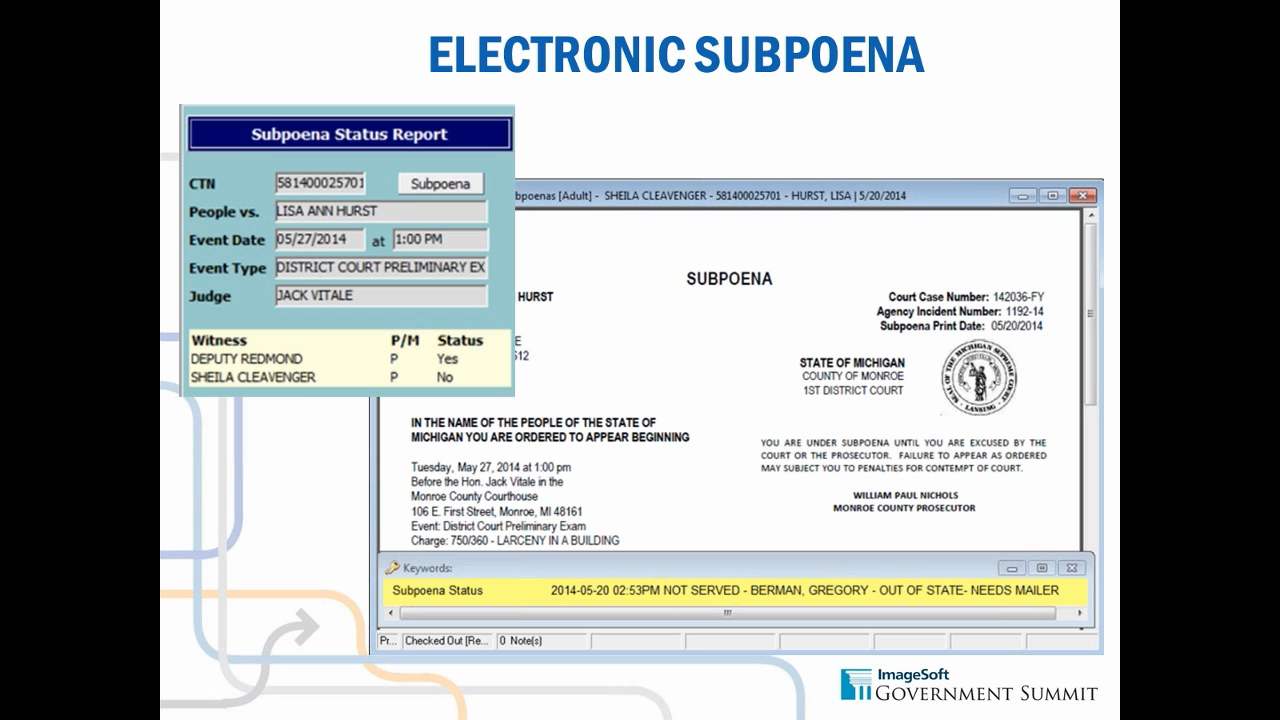 ELECTRONIC SUBPOENA
Subpoena Status Report
CTN 581400025701 Subpoena
People vs. LISA ANN HURST
Event Date 05/27/2014 at 1:00 PM
Event Type DISTRICT COURT PRELIMINARY EX
Judge JACK VITALE
Witness P/M Status
DEPUTY REDMOND P Yes
SHEILA CLEAVENGER P No
bpoenas [Adult] - SHEILA CLEAVENGER - 581400025701 - HURST, LISA | 5/20/2014
SUBPOENA
HURST
Court Case Number: 142036-FY
Agency Incident Number: 1192-14
Subpoena Print Date: 05/20/2014
E
512
STATE OF MICHIGAN
COUNTY OF MONROE
1ST DISTRICT COURT
SEAL OF THE MICHIGAN SUPREME COURT
LANSING
IN THE NAME OF THE PEOPLE OF THE STATE OF
MICHIGAN YOU ARE ORDERED TO APPEAR BEGINNING
Tuesday, May 27, 2014 at 1:00 pm
Before the Hon. Jack Vitale in the
Monroe County Courthouse
106 E. First Street, Monroe, MI 48161
Event: District Court Preliminary Exam
Charge: 750/360 - LARCENY IN A BUILDING
YOU ARE UNDER SUBPOENA UNTIL YOU ARE EXCUSED BY THE
COURT OR THE PROSECUTOR. FAILURE TO APPEAR AS ORDERED
MAY SUBJECT YOU TO PENALTIES FOR CONTEMPT OF COURT.
WILLIAM PAUL NICHOLS
MONROE COUNTY PROSECUTOR
Keywords:
Subpoena Status 2014-05-20 02:53PM NOT SERVED - BERMAN, GREGORY - OUT OF STATE- NEEDS MAILER
Pr... Checked Out [Re... 0 Note(s)
ImageSoft
GOVERNMENT SUMMIT